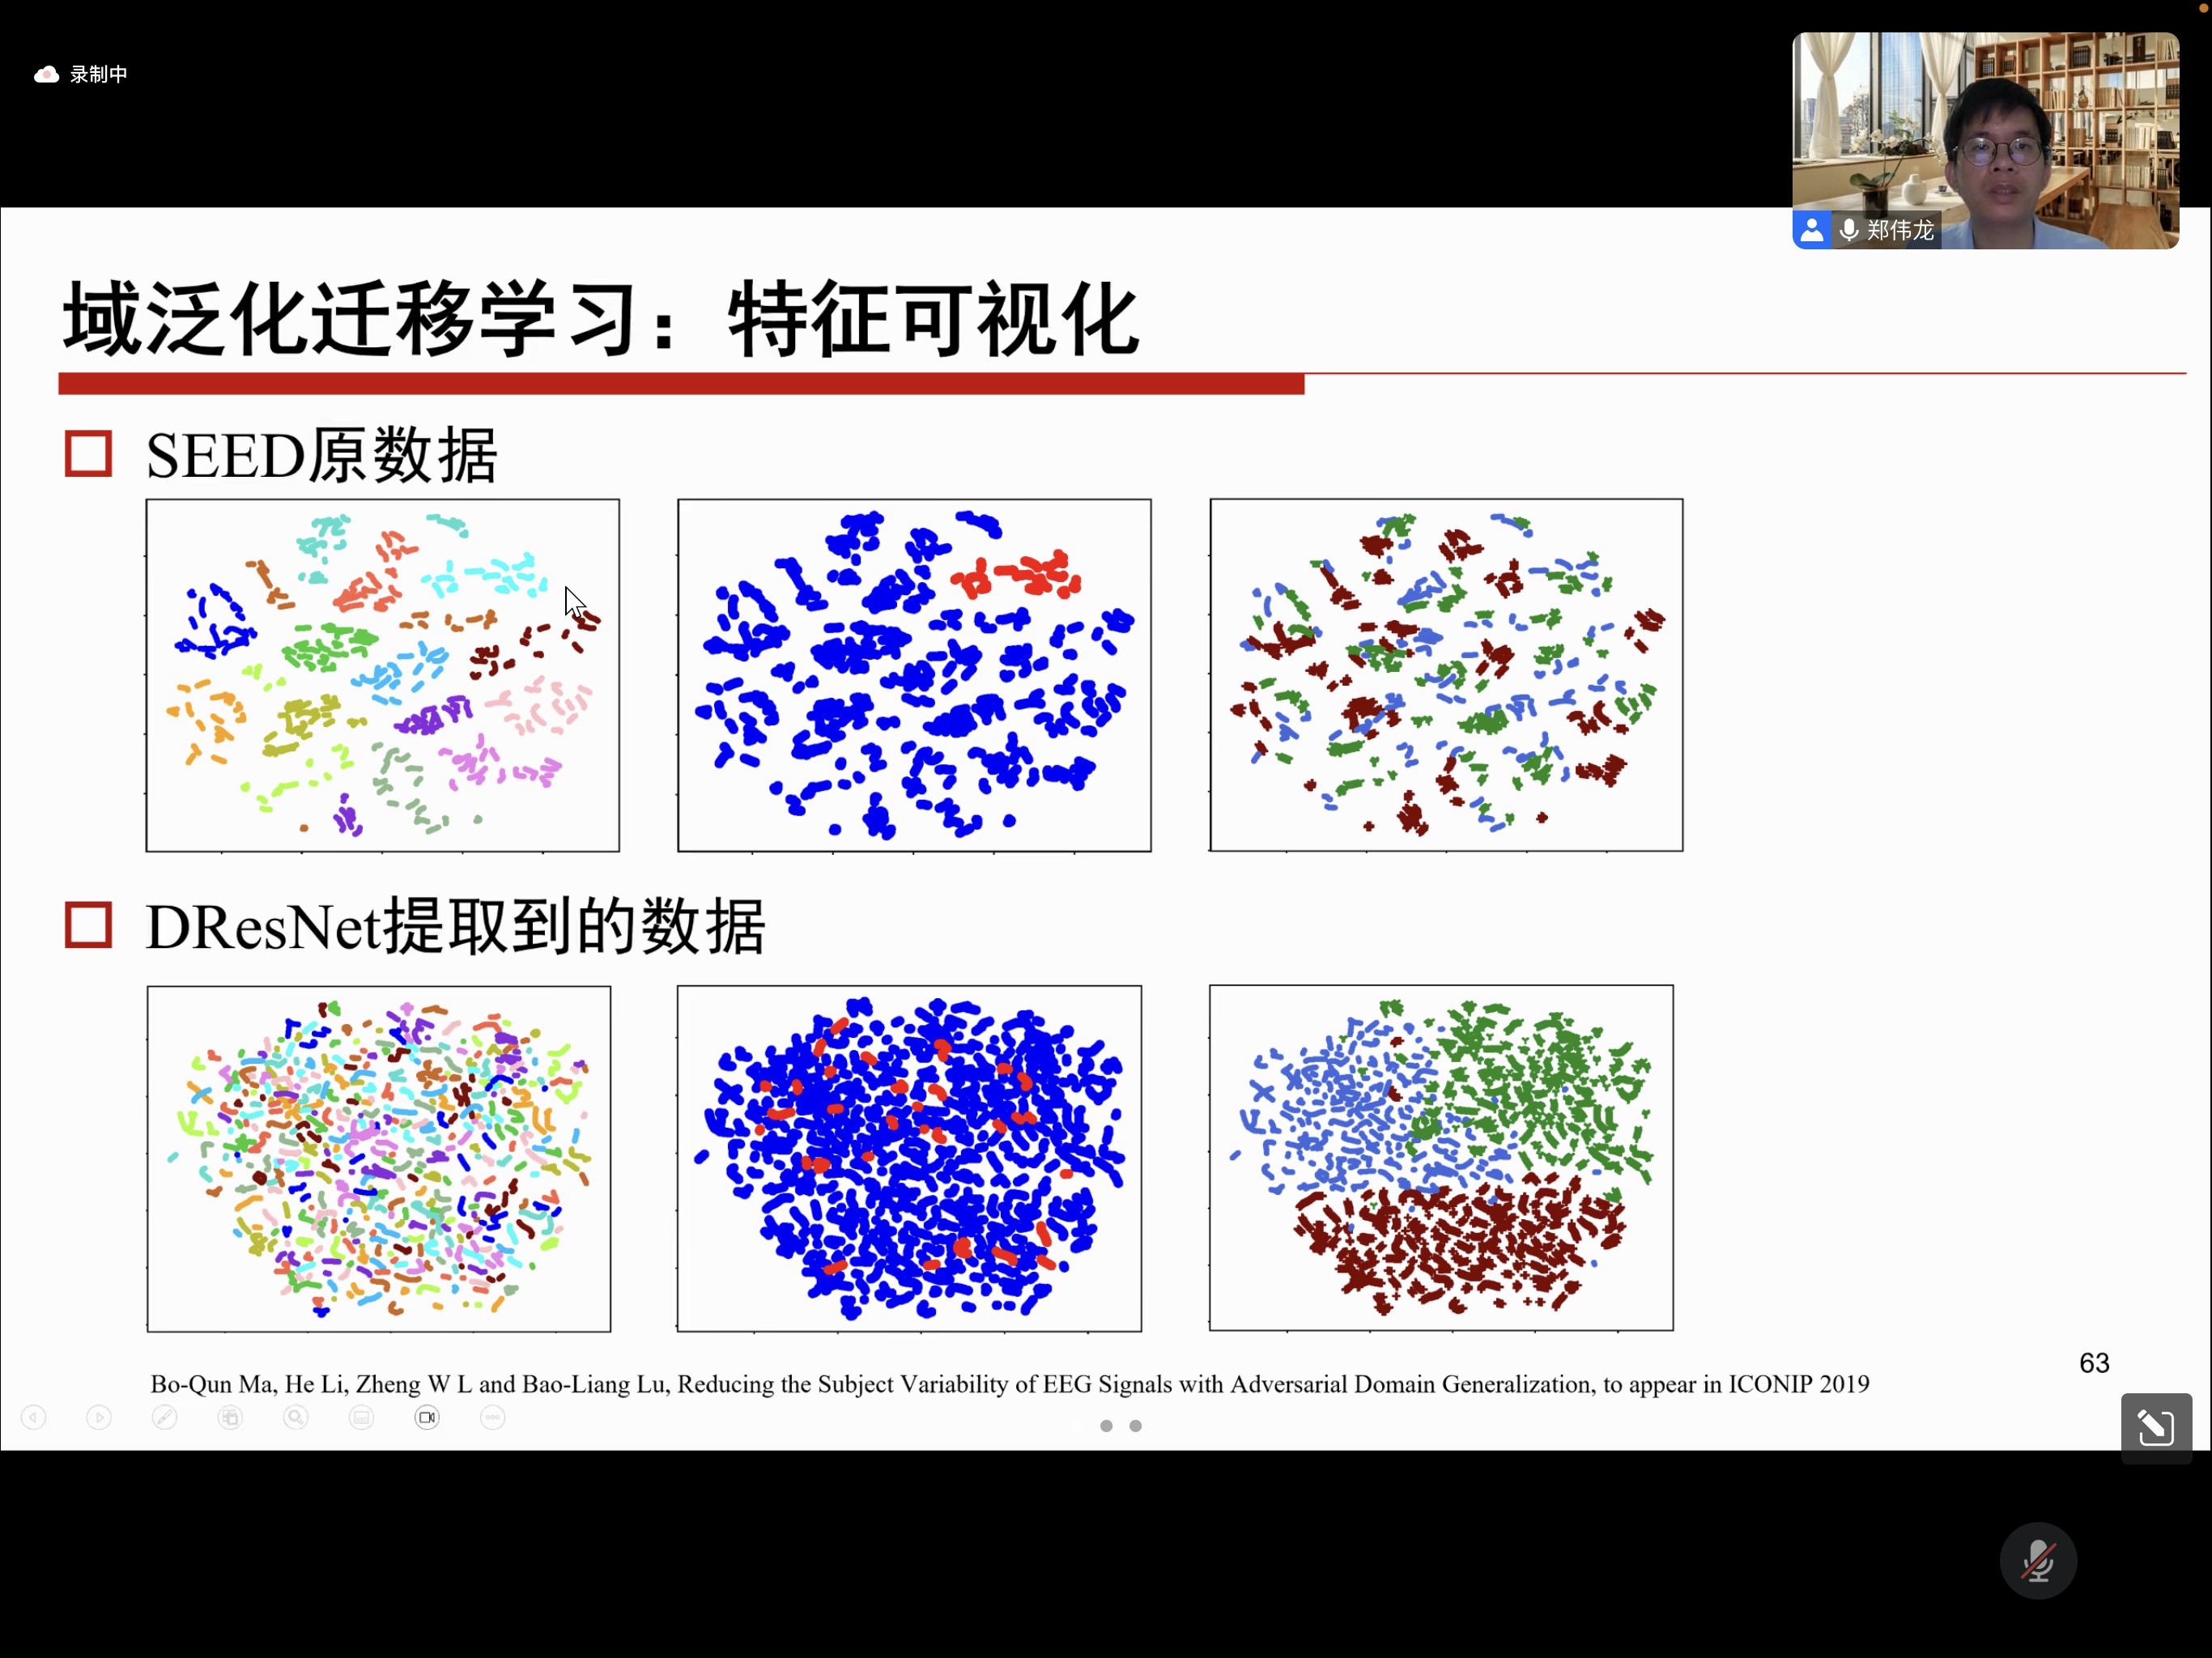 录制中
郑伟龙
域泛化迁移学习：特征可视化
SEED原数据
DResNet提取到的数据
63
Bo-Qun Ma, He Li, Zheng W L and Bao-Liang Lu, Reducing the Subject Variability of EEG Signals with Adversarial Domain Generalization, to appear in ICONIP 2019